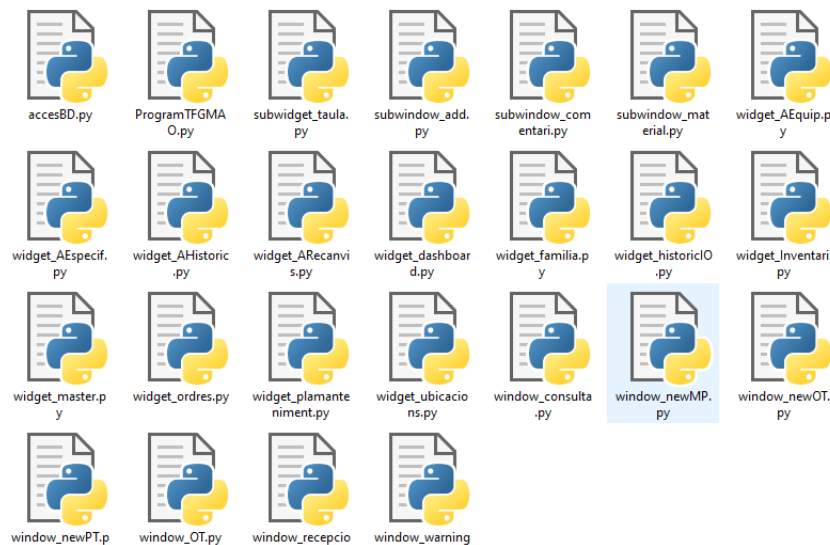 accesBD.py
ProgramTFGMA
O.py
subwidget_taula.
py
subwindow_add.
py
subwindow_com
entari.py
subwindow_mat
erial.py
widget_AEquip.p
y
widget_AEspecif.
py
widget_AHistoric
.py
widget_ARecanvi
s.py
widget_dashboar
d.py
widget_familia.p
y
widget_historicIO
.py
widget_Inventari
py
widget_master.p
y
widget_ordres.py
widget_plamante
niment.py
widget_ubicacio
ns.py
window_consulta
.py
window_newMP.
py
window_newOT.
py
window_newPT.p
window_OT.py
window_recepcio
window_warning